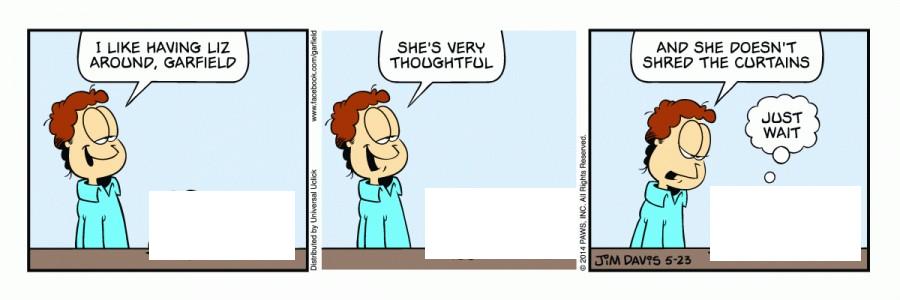 I LIKE HAVING LIZ
AROUND, GARFIELD
www.facebook.com/garfield
Distributed by Universal Uclick
SHE'S VERY
THOUGHTFUL
© 2014 PAWS, INC. All Rights Reserved.
AND SHE DOESN'T
SHRED THE CURTAINS
JUST
WAIT
JIM DAVIS 5-23